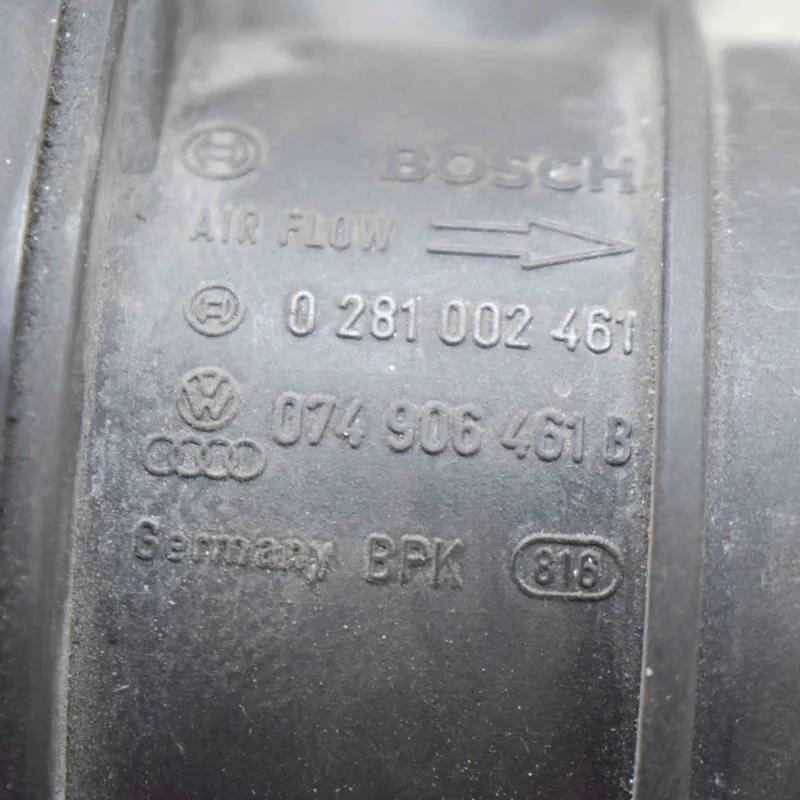 BOSCH
AIR FLOW
0 281 002 461
074 906 461 B
Germany BPK 816